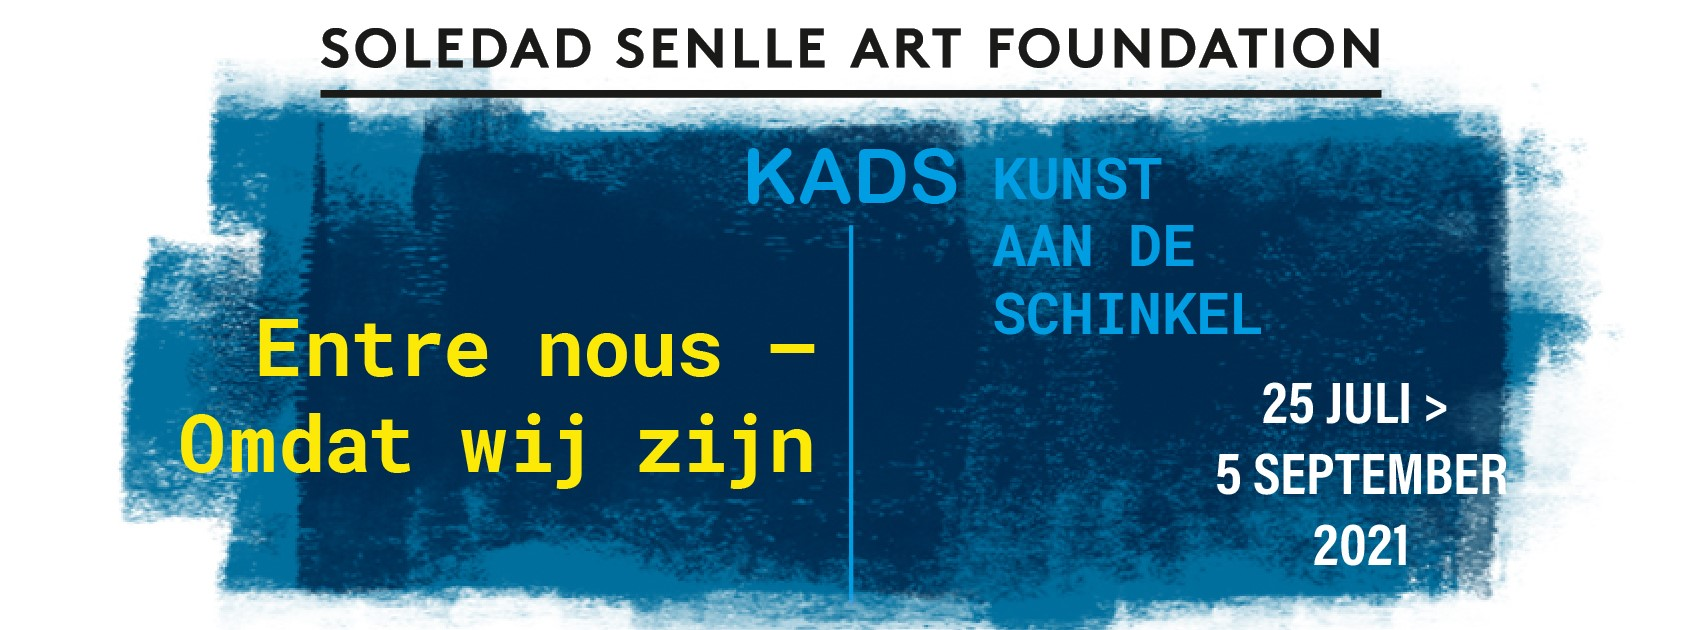 SOLEDAD SENLLE ART FOUNDATION
KADS
KUNST
AAN DE
SCHINKEL
Entre nous –
Omdat wij zijn
25 JULI >
5 SEPTEMBER
2021